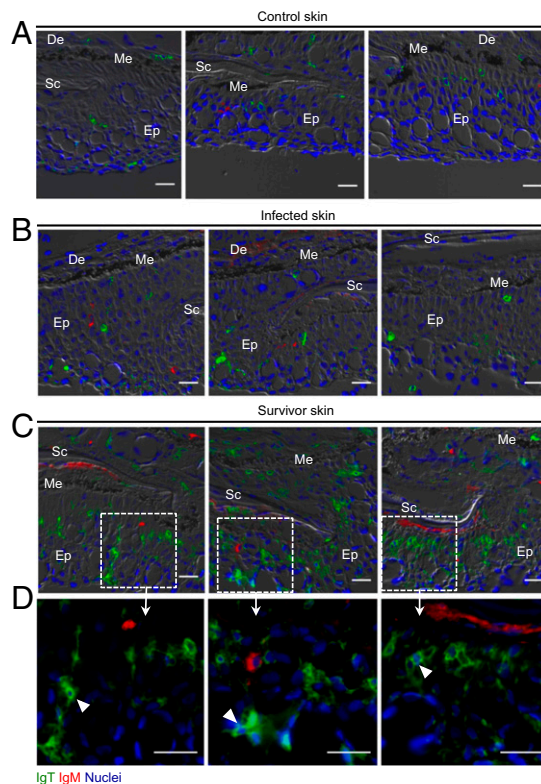 Control skin
A
De
Me
Sc
Ep
Sc
Me
Ep
Me
De
Ep
Infected skin
B
De
Me
Sc
Ep
De
Me
Sc
Ep
Sc
Me
Ep
Survivor skin
C
Sc
Me
Ep
Me
Sc
Ep
Me
Sc
Ep
D
IgT IgM Nuclei